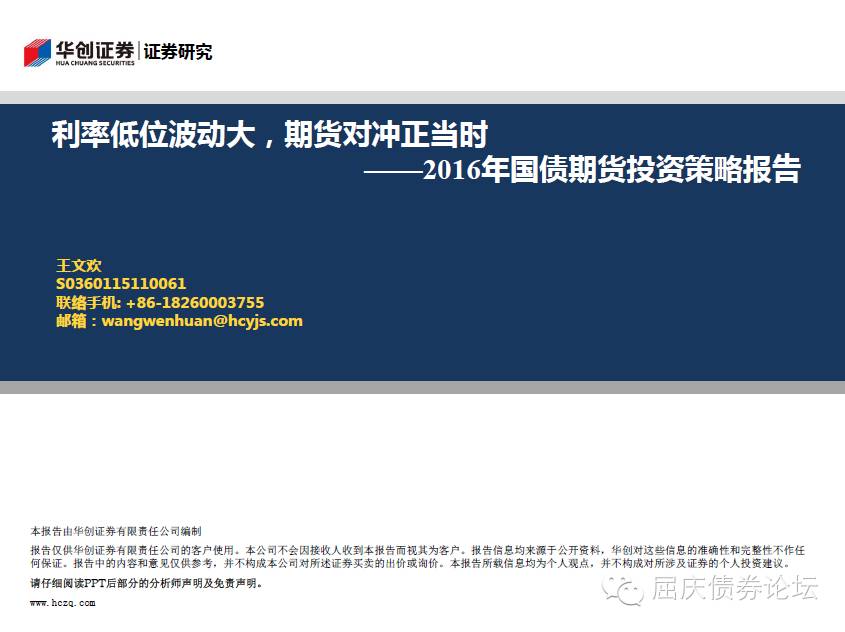 华创证券 证券研究
HUA CHUANG SECURITIES
利率低位波动大，期货对冲正当时
——2016年国债期货投资策略报告
王文欢
S0360115110061
联络手机: +86-18260003755
邮箱：wangwenhuan@hcyjs.com
本报告由华创证券有限责任公司编制
报告仅供华创证券有限责任公司的客户使用。本公司不会因接收人收到本报告而视其为客户。报告信息均来源于公开资料，华创对这些信息的准确性和完整性不作任
何保证。报告中的内容和意见仅供参考，并不构成本公司对所述证券买卖的出价或询价。本报告所载信息均为个人观点，并不构成对所涉及证券的个人投资建议。
请仔细阅读PPT后部分的分析师声明及免责声明。
www.hczq.com
屈庆债券论坛